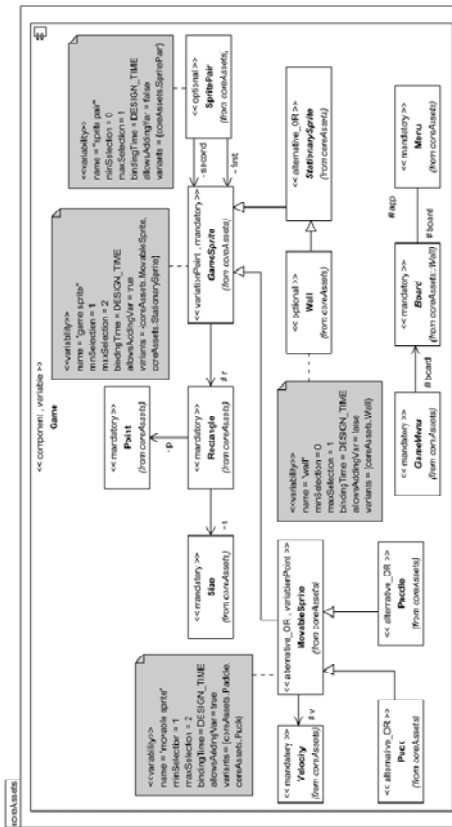 coreAssets
<< component, variable >>
Game
<<variability>>
name = "sprite pair"
minSelection = 0
maxSelection = 1
bindingTime = DESIGN_TIME
allowsAddingVar = false
variants = {coreAssets.SpritePair}
<<variability>>
name = "game sprite"
minSelection = 1
maxSelection = 2
bindingTime = DESIGN_TIME
allowsAddingVar = true
variants = {coreAssets.MovableSprite,
coreAssets.StationarySprite}
<< optional >>
SpritePair
(from coreAssets)
- second
- first
<< variationPoint, mandatory >>
GameSprite
(from coreAssets)
# r
<< mandatory >>
Point
(from coreAssets)
- p
<< mandatory >>
Rectangle
(from coreAssets)
- s
<< mandatory >>
Size
(from coreAssets)
<< alternative_OR >>
StationarySprite
(from coreAssets)
<< optional >>
Wall
(from coreAssets)
<<variability>>
name = "wall"
minSelection = 0
maxSelection = 1
bindingTime = DESIGN_TIME
allowsAddingVar = false
variants = {coreAssets.Wall}
<<variability>>
name = "movable sprite"
minSelection = 1
maxSelection = 2
bindingTime = DESIGN_TIME
allowsAddingVar = true
variants = {coreAssets.Paddle,
coreAssets.Puck}
<< alternative_OR, variationPoint >>
MovableSprite
(from coreAssets)
# v
<< mandatory >>
Velocity
(from coreAssets)
<< alternative_OR >>
Paddle
(from coreAssets)
<< alternative_OR >>
Puck
(from coreAssets)
<< mandatory >>
Menu
(from coreAssets)
# app
# board
<< mandatory >>
Board
(from coreAssets::Wall)
# board
<< mandatory >>
GameMenu
(from coreAssets)